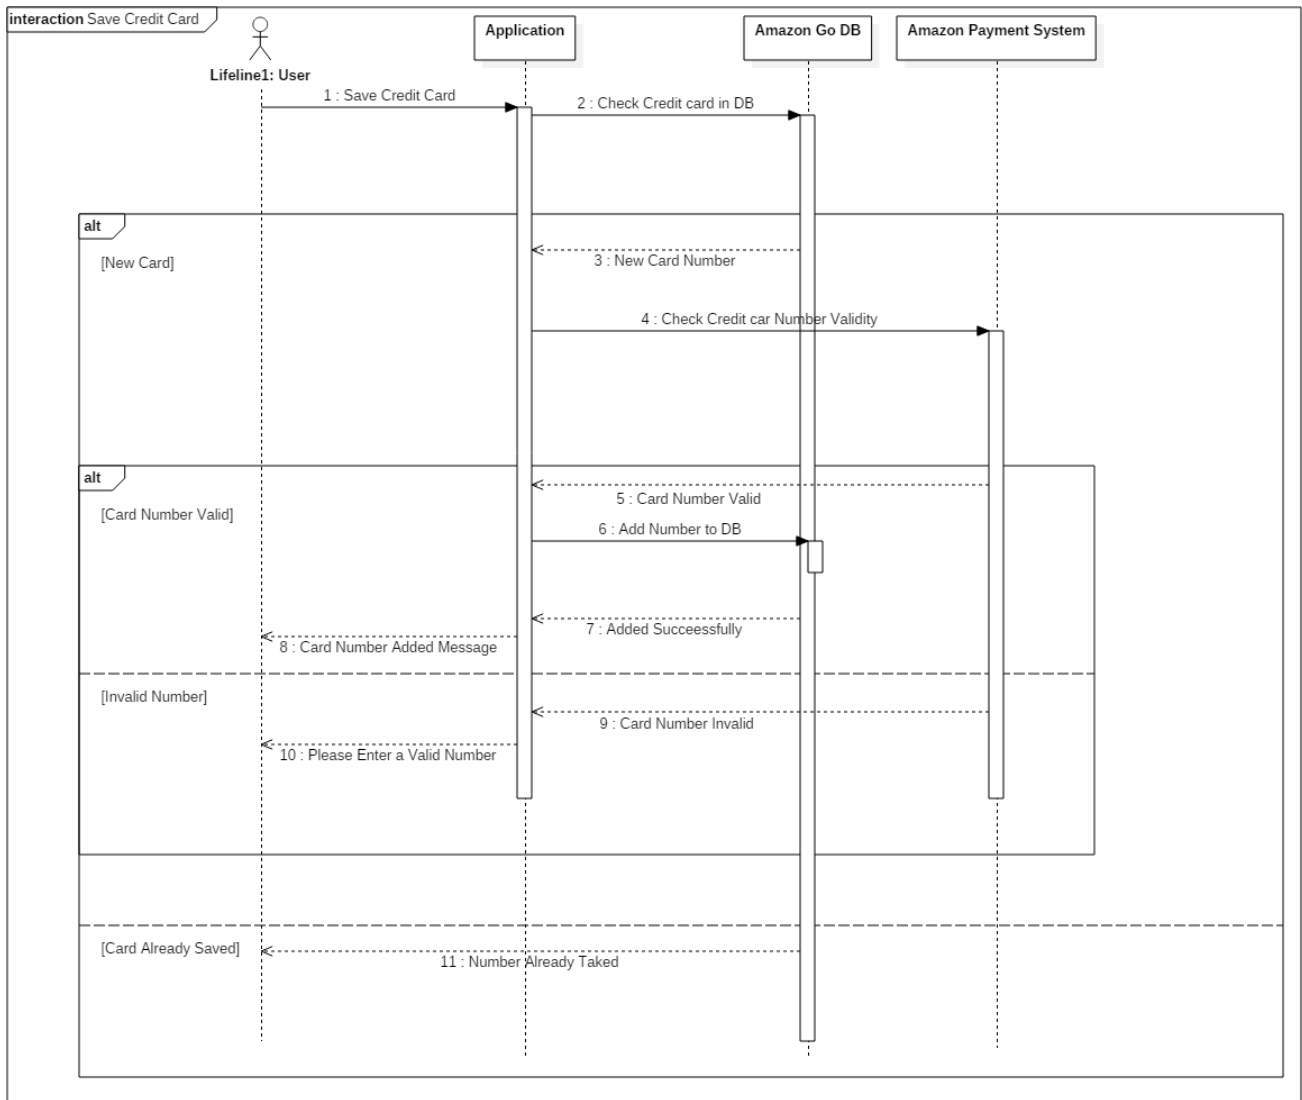 interaction Save Credit Card
Application
Amazon Go DB
Amazon Payment System
Lifeline1: User
1 : Save Credit Card
2 : Check Credit card in DB
alt
[New Card]
3 : New Card Number
4 : Check Credit car Number Validity
alt
[Card Number Valid]
5 : Card Number Valid
6 : Add Number to DB
7 : Added Succeessfully
8 : Card Number Added Message
[Invalid Number]
9 : Card Number Invalid
10 : Please Enter a Valid Number
[Card Already Saved]
11 : Number Already Taked